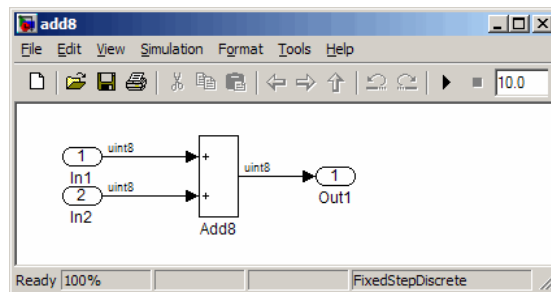 add8
File Edit View Simulation Format Tools Help
10.0
1 uint8 +
In1 uint8 1
2 uint8 + Out1
In2 Add8
Ready 100% FixedStepDiscrete